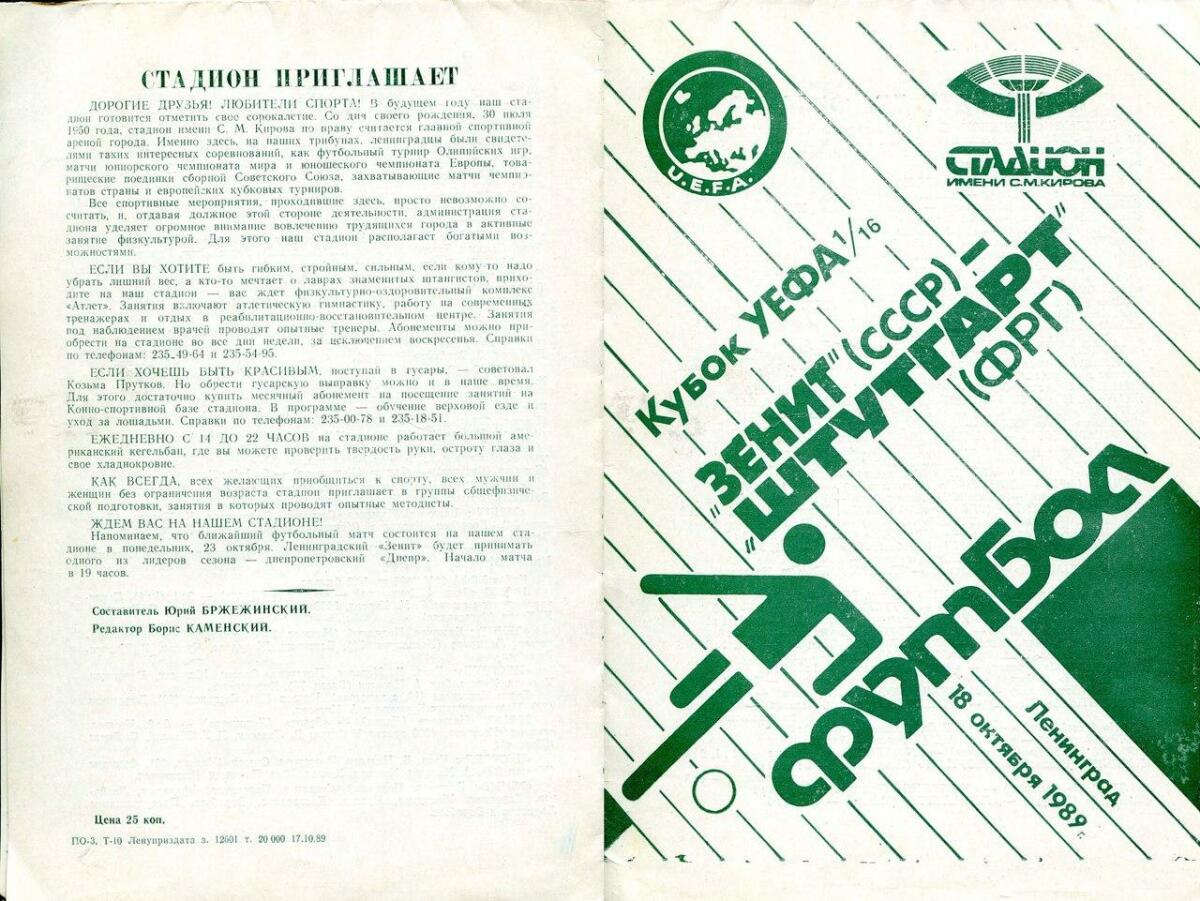 СТАДИОН ПРИГЛАШАЕТ
ДОРОГИЕ ДРУЗЬЯ! ЛЮБИТЕЛИ СПОРТА! В будущем году наш ста-
дион готовится отметить свое сорокалетие. Со дня своего рождения, 30 июля
1950 года, стадион имени С. М. Кирова по праву считается главной спортивной
ареной города. Именно здесь, на наших трибунах, ленинградцы были свидете-
лями таких интересных соревнований, как футбольный турнир Олимпийских игр,
матчи юниорского чемпионата мира и юношеского чемпионата Европы, това-
рищеские поединки сборной Советского Союза, захватывающие матчи чемпио-
натов страны и европейских кубковых турниров.
Все спортивные мероприятия, проходившие здесь, просто невозможно со-
считать, и, отдавая должное этой стороне деятельности, администрация ста-
диона уделяет огромное внимание вовлечению трудящихся города в активные
занятие физкультурой. Для этого наш стадион располагает богатыми воз-
можностями.
ЕСЛИ ВЫ ХОТИТЕ быть гибким, стройным, сильным, если кому-то надо
убрать лишний вес, а кто-то мечтает о лаврах знаменитых штангистов, прихо-
дите на наш стадион — вас ждет физкультурно-оздоровительный комплекс
«Атлет». Занятия включают атлетическую гимнастику, работу на современных
тренажерах и отдых в реабилитационно-восстановительном центре. Занятия
под наблюдением врачей проводят опытные тренеры. Абонементы можно при-
обрести на стадионе во все дни недели, за исключением воскресенья. Справки
по телефонам: 235-49-64 и 235-54-95.
ЕСЛИ ХОЧЕШЬ БЫТЬ КРАСИВЫМ, поступай в гусары, — советовал
Козьма Прутков. Но обрести гусарскую выправку можно и в наше время.
Для этого достаточно купить месячный абонемент на посещение занятий на
Конно-спортивной базе стадиона. В программе — обучение верховой езде и
уход за лошадьми. Справки по телефонам: 235-00-78 и 235-18-51.
ЕЖЕДНЕВНО С 14 ДО 22 ЧАСОВ на стадионе работает большой аме-
риканский кегельбан, где вы можете проверить твердость руки, остроту глаза и
свое хладнокровие.
КАК ВСЕГДА, всех желающих приобщиться к спорту, всех мужчин и
женщин без ограничения возраста стадион приглашает в группы общефизиче-
ской подготовки, занятия в которых проводят опытные методисты.
ЖДЕМ ВАС НА НАШЕМ СТАДИОНЕ!
Напоминаем, что ближайший футбольный матч состоится на нашем ста-
дионе в понедельник, 23 октября. Ленинградский «Зенит» будет принимать
одного из лидеров сезона — днепропетровский «Днепр». Начало матча
в 19 часов.
Составитель Юрий БРЖЕЖИНСКИЙ.
Редактор Борис КАМЕНСКИЙ.
Цена 25 коп.
ПО-3. Т-10 Ленуприздата з. 12601 т. 20 000 17.10.89
U.E.F.A.
СТАДИОН
ИМЕНИ С.М.КИРОВА
Кубок УЕФА 1/16
„ЗЕНИТ” (СССР) –
„ШТУТГАРТ”
(ФРГ)
ФУТБОЛ
Ленинград
18 октября 1989 г.